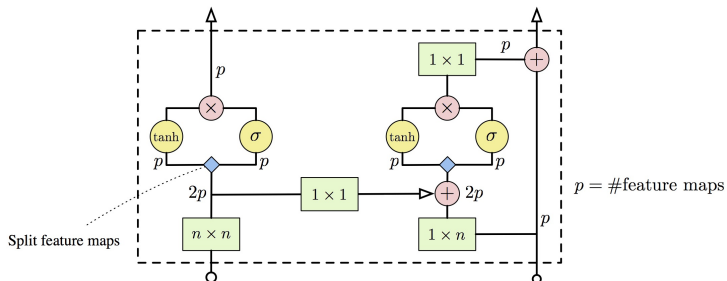 p
p
1 × 1
+
×
×
tanh
σ
tanh
σ
p
p
p
p
2p
1 × 1
+
2p
p = #feature maps
p
Split feature maps
n × n
1 × n